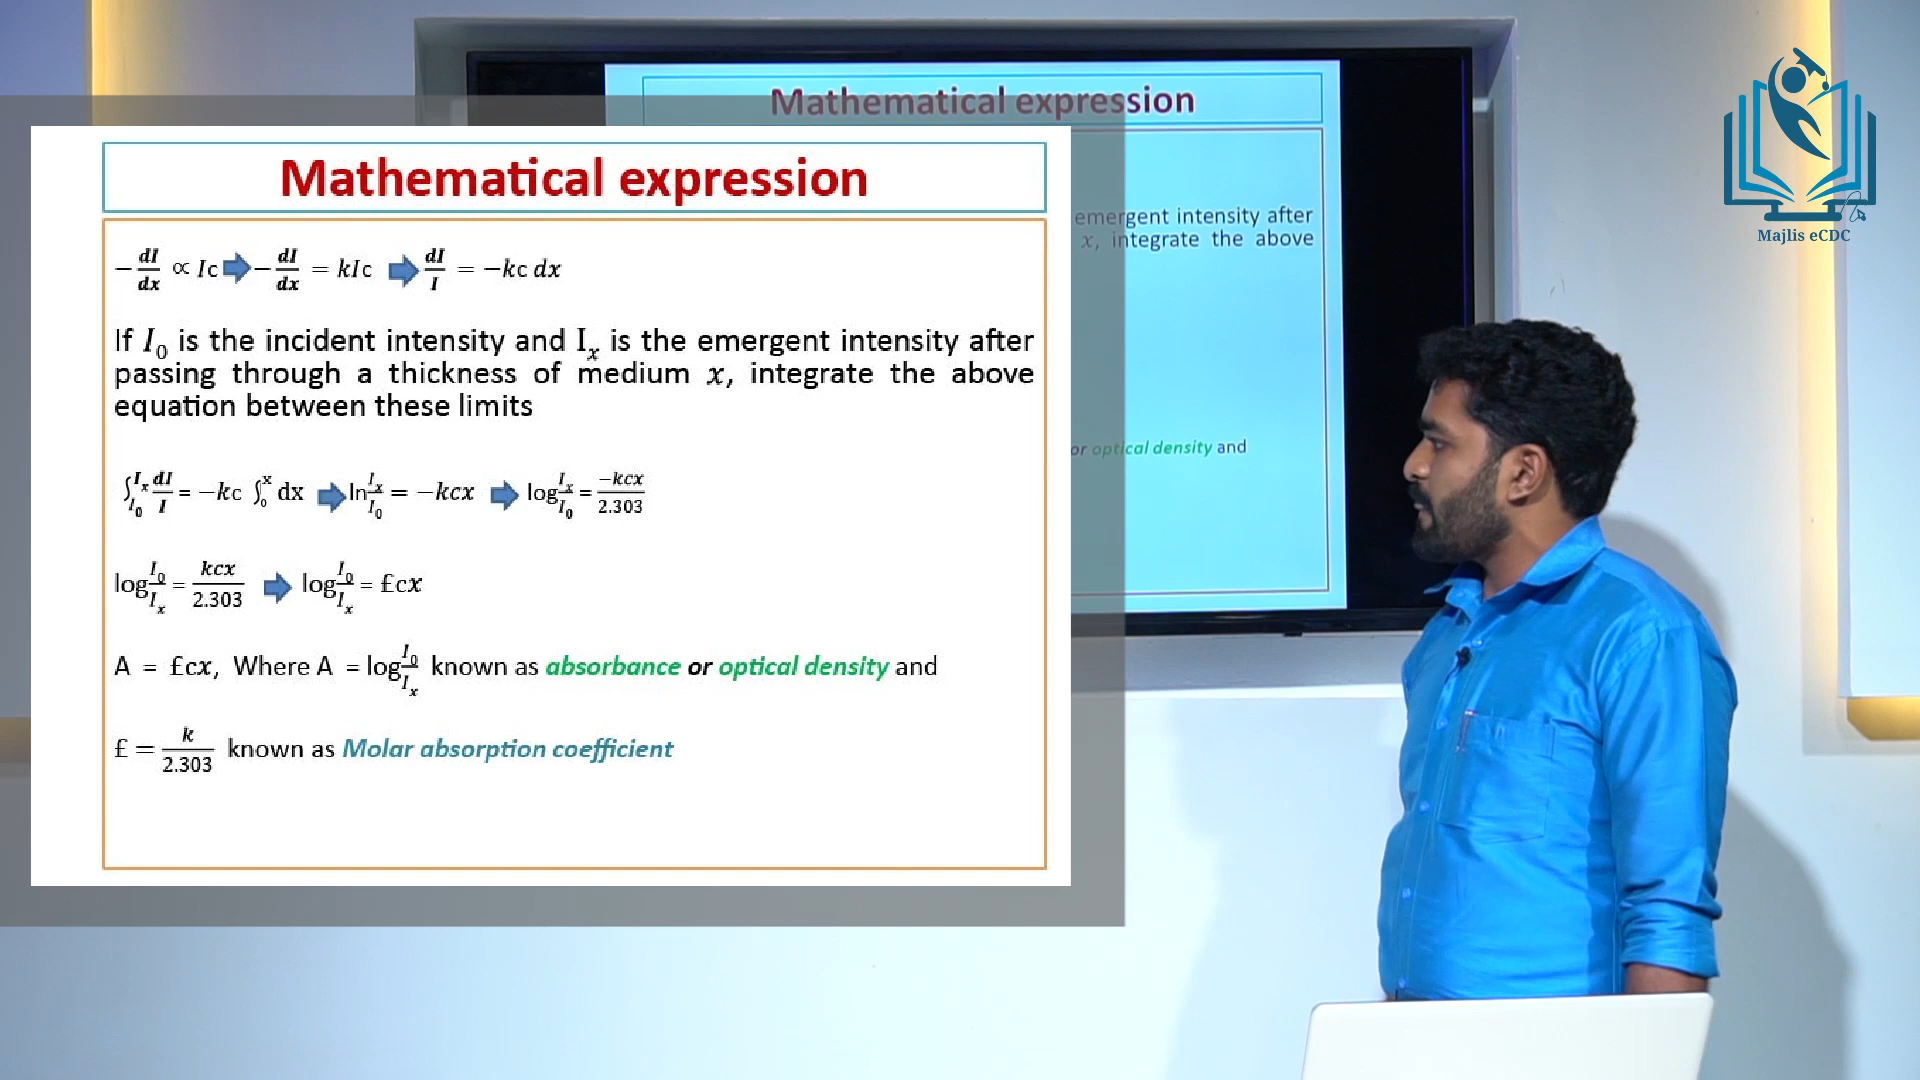 Mathematical expression
emergent intensity after
x, integrate the above
or optical density and
Majlis eCDC
Mathematical expression
−dI/dx ∝ Ic −dI/dx = kIc dI/I = −kc dx
If I₀ is the incident intensity and Iₓ is the emergent intensity after
passing through a thickness of medium x, integrate the above
equation between these limits
∫_{I₀}^{Iₓ} dI/I = −kc ∫₀ˣ dx ln Iₓ/I₀ = −kcx log Iₓ/I₀ = −kcx/2.303
log I₀/Iₓ = kcx/2.303 log I₀/Iₓ = £cx
A = £cx, Where A = log I₀/Iₓ known as absorbance or optical density and
£ = k/2.303 known as Molar absorption coefficient